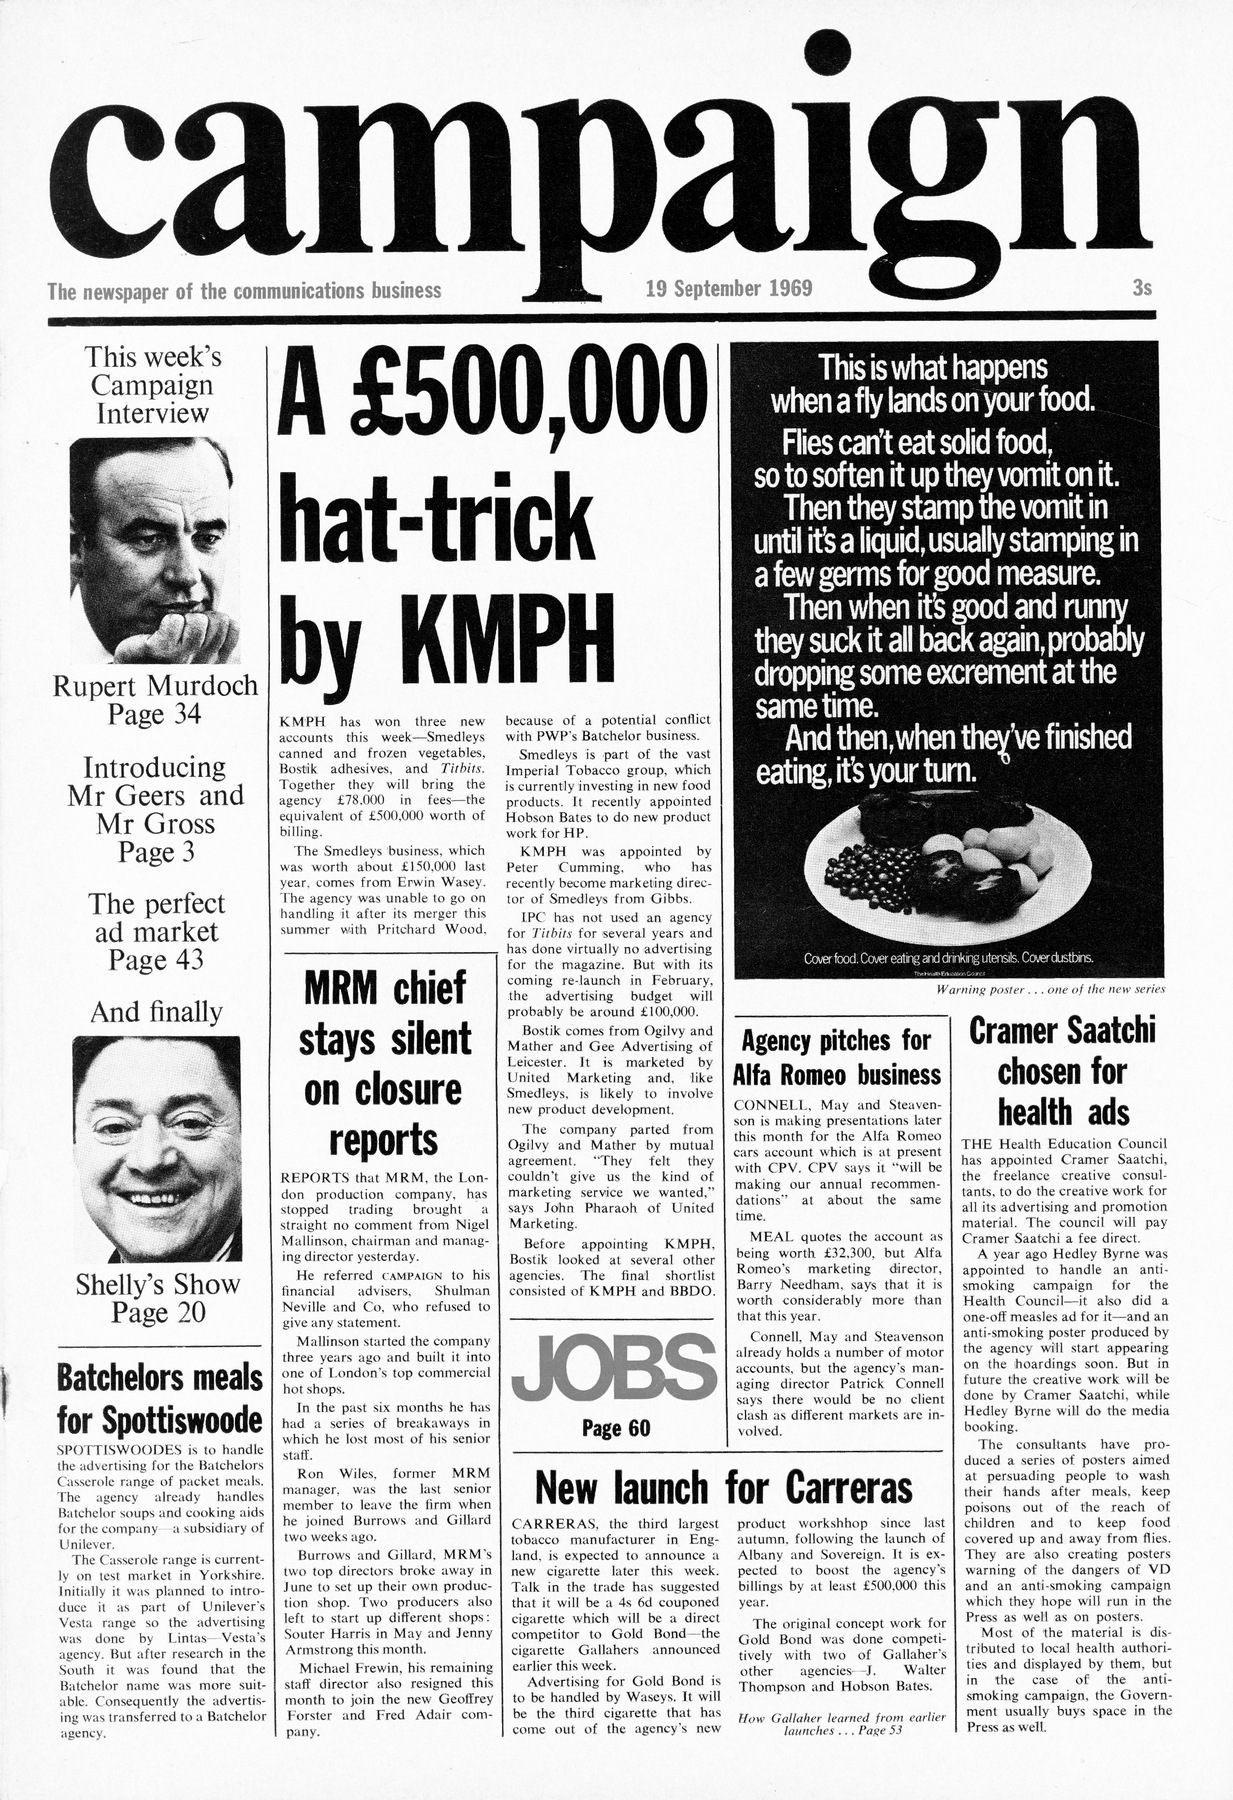 campaign
The newspaper of the communications business
19 September 1969
3s
This week's
Campaign
Interview
Rupert Murdoch
Page 34
Introducing
Mr Geers and
Mr Gross
Page 3
The perfect
ad market
Page 43
And finally
Shelly's Show
Page 20
Batchelors meals
for Spottiswoode
SPOTTISWOODES is to handle
the advertising for the Batchelors
Casserole range of packet meals.
The agency already handles
Batchelor soups and cooking aids
for the company—a subsidiary of
Unilever.
The Casserole range is current-
ly on test market in Yorkshire.
Initially it was planned to intro-
duce it as part of Unilever's
Vesta range so the advertising
was done by Lintas—Vesta's
agency. But after research in the
South it was found that the
Batchelor name was more suit-
able. Consequently the advertis-
ing was transferred to a Batchelor
agency.
A £500,000
hat-trick
by KMPH
KMPH has won three new
accounts this week—Smedleys
canned and frozen vegetables,
Bostik adhesives, and Titbits.
Together they will bring the
agency £78,000 in fees—the
equivalent of £500,000 worth of
billing.
The Smedleys business, which
was worth about £150,000 last
year, comes from Erwin Wasey.
The agency was unable to go on
handling it after its merger this
summer with Pritchard Wood,
because of a potential conflict
with PWP's Batchelor business.
Smedleys is part of the vast
Imperial Tobacco group, which
is currently investing in new food
products. It recently appointed
Hobson Bates to do new product
work for HP.
KMPH was appointed by
Peter Cumming, who has
recently become marketing direc-
tor of Smedleys from Gibbs.
IPC has not used an agency
for Titbits for several years and
has done virtually no advertising
for the magazine. But with its
coming re-launch in February,
the advertising budget will
probably be around £100,000.
Bostik comes from Ogilvy and
Mather and Gee Advertising of
Leicester. It is marketed by
United Marketing and, like
Smedleys, is likely to involve
new product development.
The company parted from
Ogilvy and Mather by mutual
agreement. "They felt they
couldn't give us the kind of
marketing service we wanted,"
says John Pharaoh of United
Marketing.
Before appointing KMPH,
Bostik looked at several other
agencies. The final shortlist
consisted of KMPH and BBDO.
MRM chief
stays silent
on closure
reports
REPORTS that MRM, the Lon-
don production company, has
stopped trading brought a
straight no comment from Nigel
Mallinson, chairman and manag-
ing director yesterday.
He referred CAMPAIGN to his
financial advisers, Shulman
Neville and Co, who refused to
give any statement.
Mallinson started the company
three years ago and built it into
one of London's top commercial
hot shops.
In the past six months he has
had a series of breakaways in
which he lost most of his senior
staff.
Ron Wiles, former MRM
manager, was the last senior
member to leave the firm when
he joined Burrows and Gillard
two weeks ago.
Burrows and Gillard, MRM's
two top directors broke away in
June to set up their own produc-
tion shop. Two producers also
left to start up different shops:
Souter Harris in May and Jenny
Armstrong this month.
Michael Frewin, his remaining
staff director also resigned this
month to join the new Geoffrey
Forster and Fred Adair com-
pany.
JOBS
Page 60
This is what happens
when a fly lands on your food.
Flies can't eat solid food,
so to soften it up they vomit on it.
Then they stamp the vomit in
until it's a liquid, usually stamping in
a few germs for good measure.
Then when it's good and runny
they suck it all back again, probably
dropping some excrement at the
same time.
And then, when they've finished
eating, it's your turn.
Cover food. Cover eating and drinking utensils. Cover dustbins.
The Health Education Council
Warning poster . . . one of the new series
Agency pitches for
Alfa Romeo business
CONNELL, May and Steaven-
son is making presentations later
this month for the Alfa Romeo
cars account which is at present
with CPV. CPV says it "will be
making our annual recommen-
dations" at about the same
time.
MEAL quotes the account as
being worth £32,300, but Alfa
Romeo's marketing director,
Barry Needham, says that it is
worth considerably more than
that this year.
Connell, May and Steavenson
already holds a number of motor
accounts, but the agency's man-
aging director Patrick Connell
says there would be no client
clash as different markets are in-
volved.
Cramer Saatchi
chosen for
health ads
THE Health Education Council
has appointed Cramer Saatchi,
the freelance creative consul-
tants, to do the creative work for
all its advertising and promotion
material. The council will pay
Cramer Saatchi a fee direct.
A year ago Hedley Byrne was
appointed to handle an anti-
smoking campaign for the
Health Council—it also did a
one-off measles ad for it—and an
anti-smoking poster produced by
the agency will start appearing
on the hoardings soon. But in
future the creative work will be
done by Cramer Saatchi, while
Hedley Byrne will do the media
booking.
The consultants have pro-
duced a series of posters aimed
at persuading people to wash
their hands after meals, keep
poisons out of the reach of
children and to keep food
covered up and away from flies.
They are also creating posters
warning of the dangers of VD
and an anti-smoking campaign
which they hope will run in the
Press as well as on posters.
Most of the material is dis-
tributed to local health authori-
ties and displayed by them, but
in the case of the anti-
smoking campaign, the Govern-
ment usually buys space in the
Press as well.
New launch for Carreras
CARRERAS, the third largest
tobacco manufacturer in Eng-
land, is expected to announce a
new cigarette later this week.
Talk in the trade has suggested
that it will be a 4s 6d couponed
cigarette which will be a direct
competitor to Gold Bond—the
cigarette Gallahers announced
earlier this week.
Advertising for Gold Bond is
to be handled by Waseys. It will
be the third cigarette that has
come out of the agency's new
product workshhop since last
autumn, following the launch of
Albany and Sovereign. It is ex-
pected to boost the agency's
billings by at least £500,000 this
year.
The original concept work for
Gold Bond was done competi-
tively with two of Gallaher's
other agencies—J. Walter
Thompson and Hobson Bates.
How Gallaher learned from earlier
launches . . . Page 53